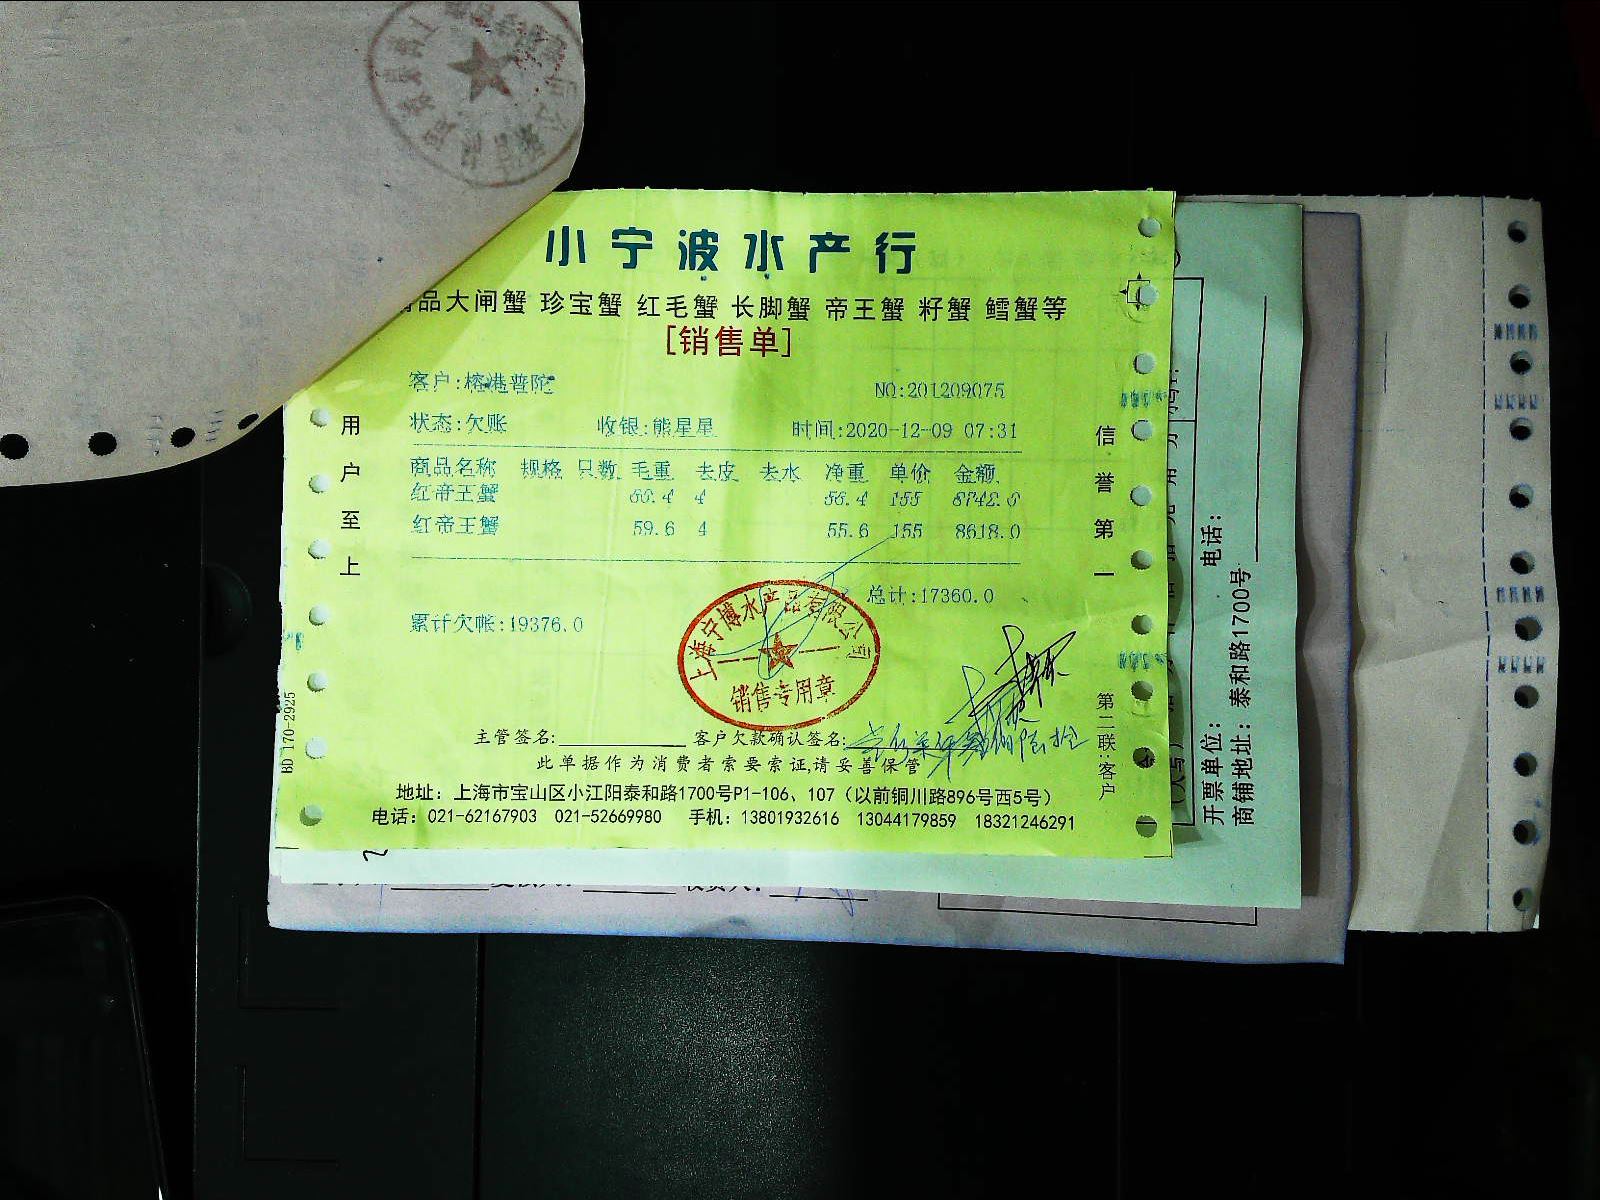 小宁波水产行
品大闸蟹 珍宝蟹 红毛蟹 长脚蟹 帝王蟹 籽蟹 鳕蟹等
[销售单]
客户:榕港普陀 NO:201209075
状态:欠账 收银:熊星星 时间:2020-12-09 07:31
商品名称 规格 只数 毛重 去皮 去水 净重 单价 金额
红帝王蟹 60.4 4 56.4 155 8742.0
红帝王蟹 59.6 4 55.6 155 8618.0
总计:17360.0
累计欠帐:19376.0
上海宁博水产品有限公司
销售专用章
主管签名: 客户欠款确认签名:
此单据作为消费者索要索证,请妥善保管
地址：上海市宝山区小江阳泰和路1700号P1-106、107（以前铜川路896号西5号）
电话：021-62167903 021-52669980 手机：13801932616 13044179859 18321246291
用户至上
信誉第一
第二联:客户
BD 170-2925
电话：
开票单位：
商铺地址：泰和路1700号